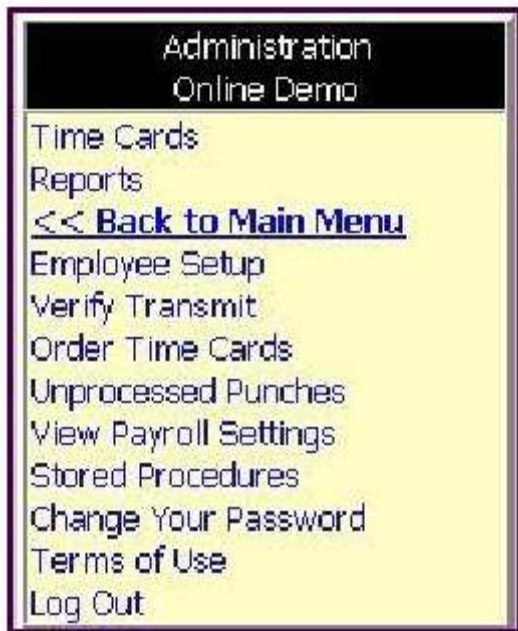 Administration
Online Demo
Time Cards
Reports
<< Back to Main Menu
Employee Setup
Verify Transmit
Order Time Cards
Unprocessed Punches
View Payroll Settings
Stored Procedures
Change Your Password
Terms of Use
Log Out